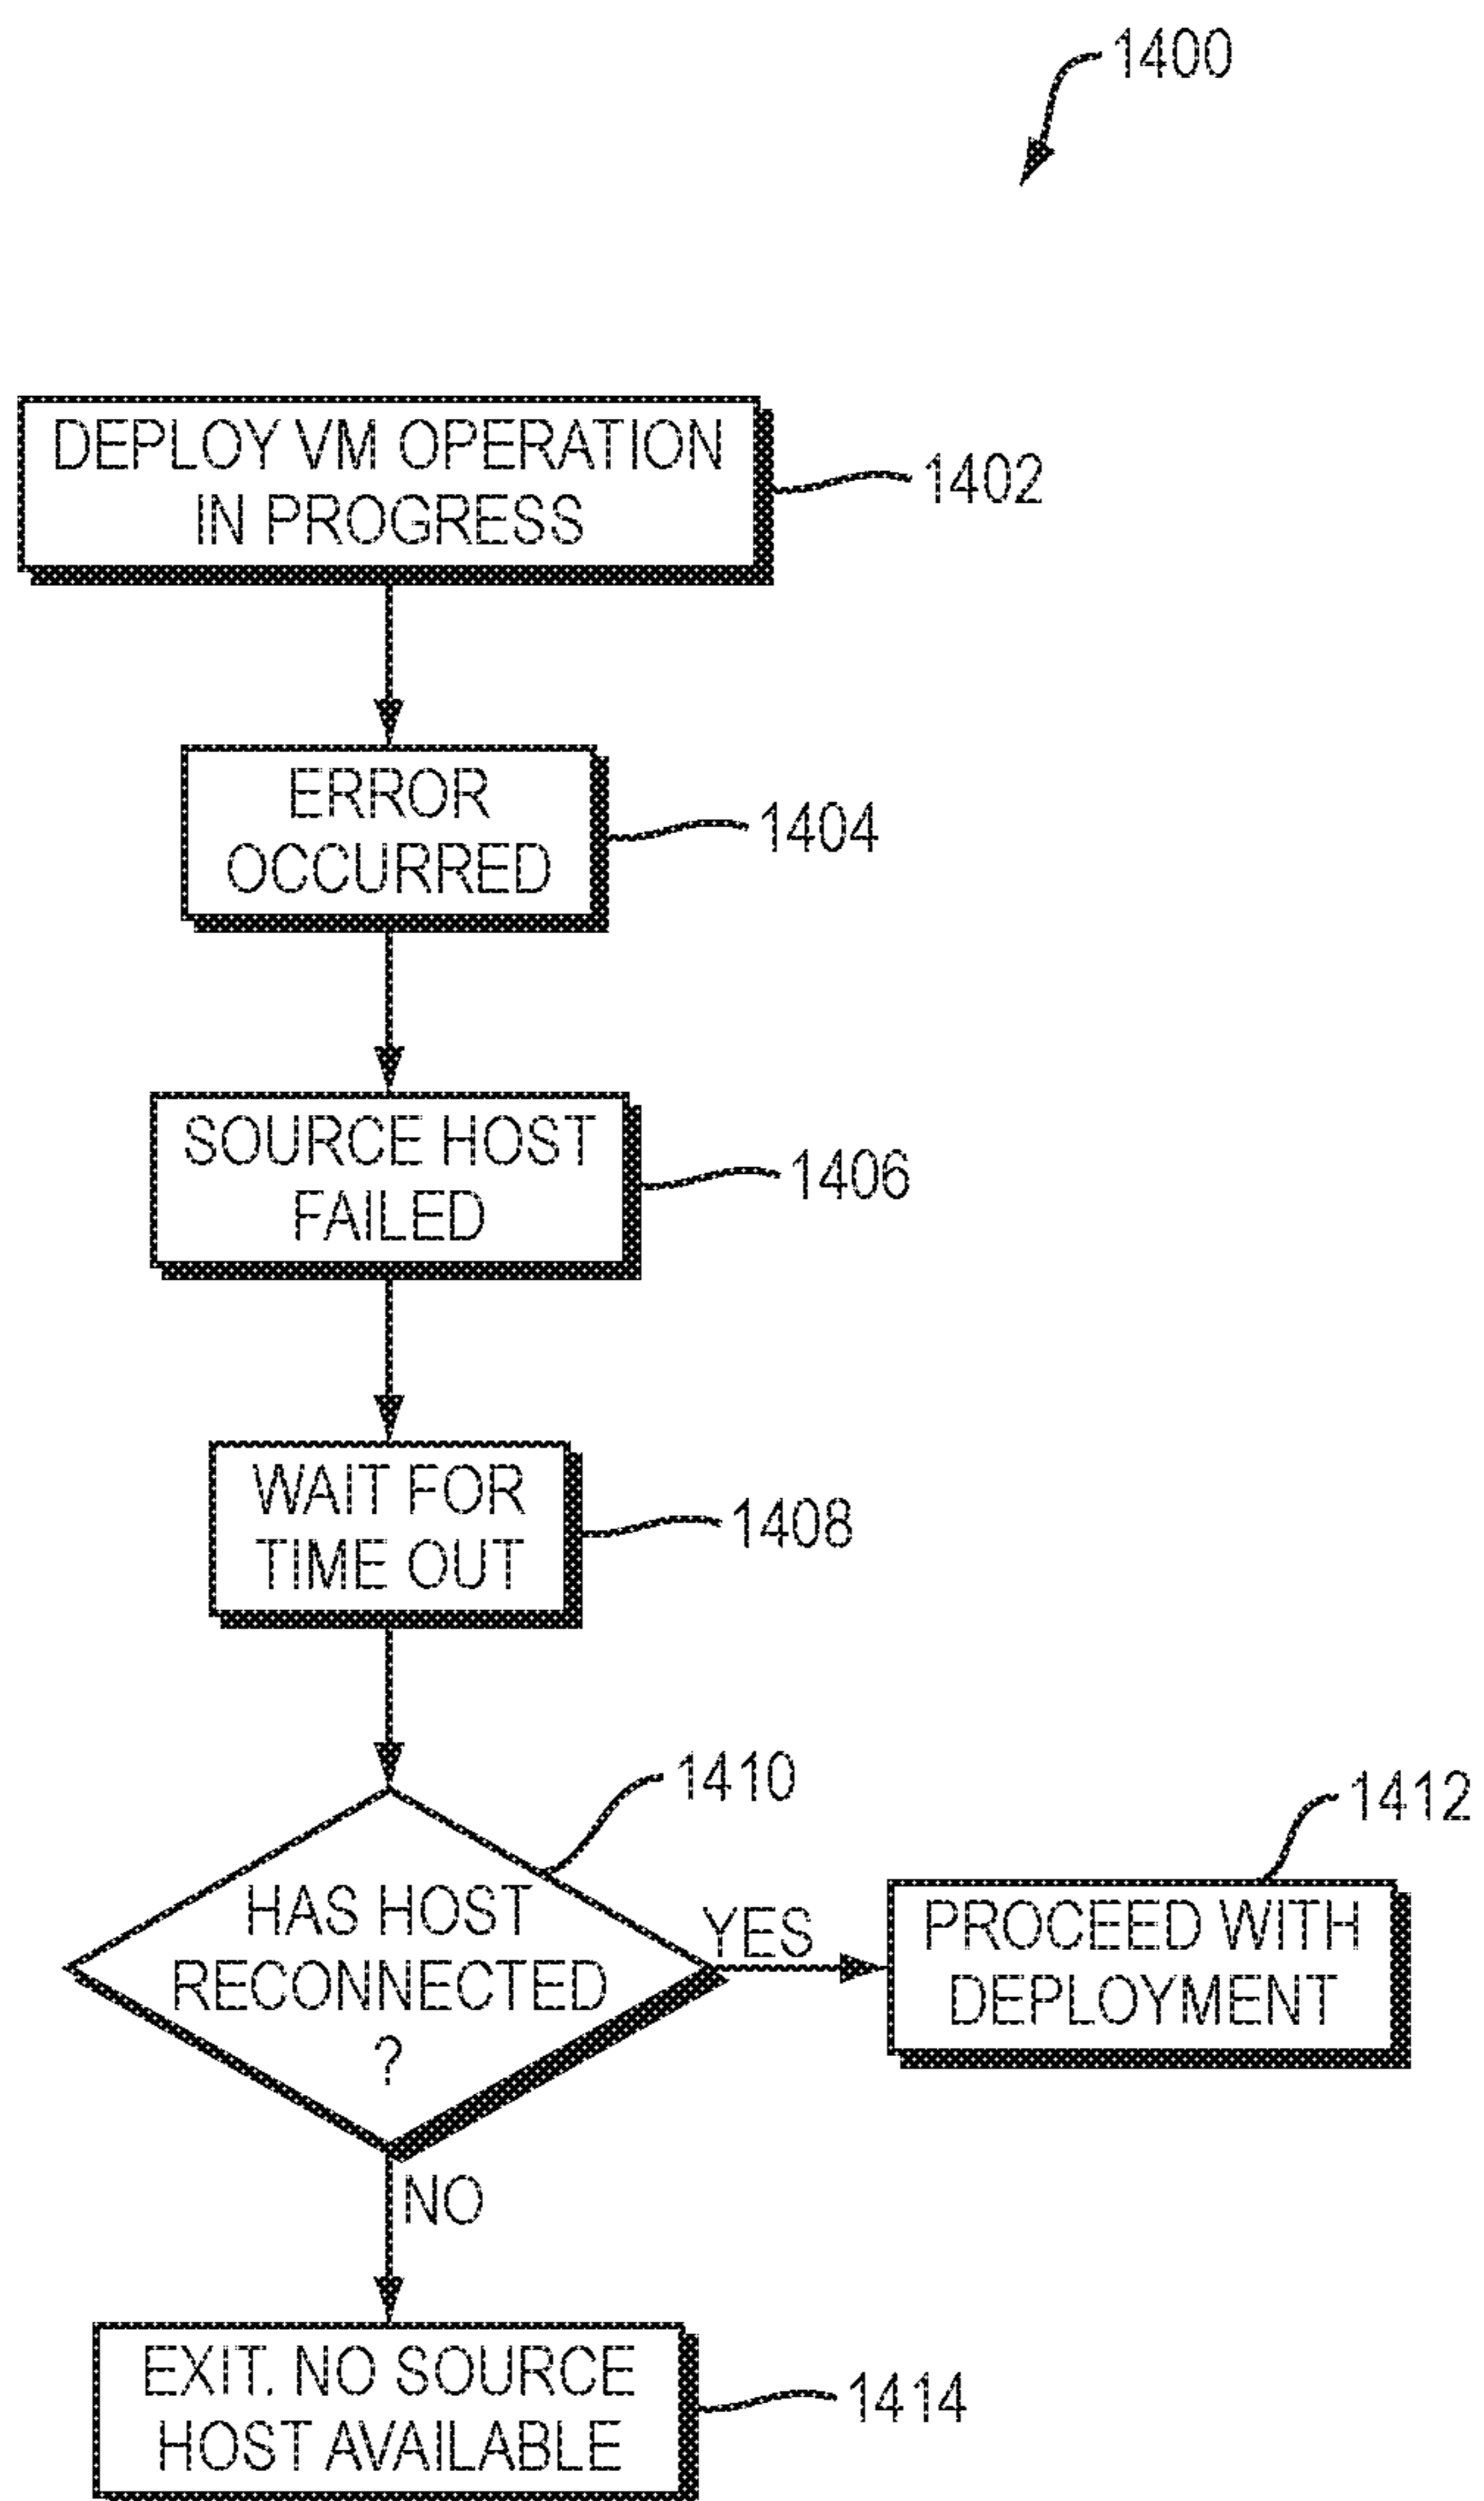 1400
DEPLOY VM OPERATION
IN PROGRESS
1402
ERROR
OCCURRED
1404
SOURCE HOST
FAILED
1406
WAIT FOR
TIME OUT
1408
1410
1412
HAS HOST
RECONNECTED
?
YES
PROCEED WITH
DEPLOYMENT
NO
EXIT. NO SOURCE
HOST AVAILABLE
1414